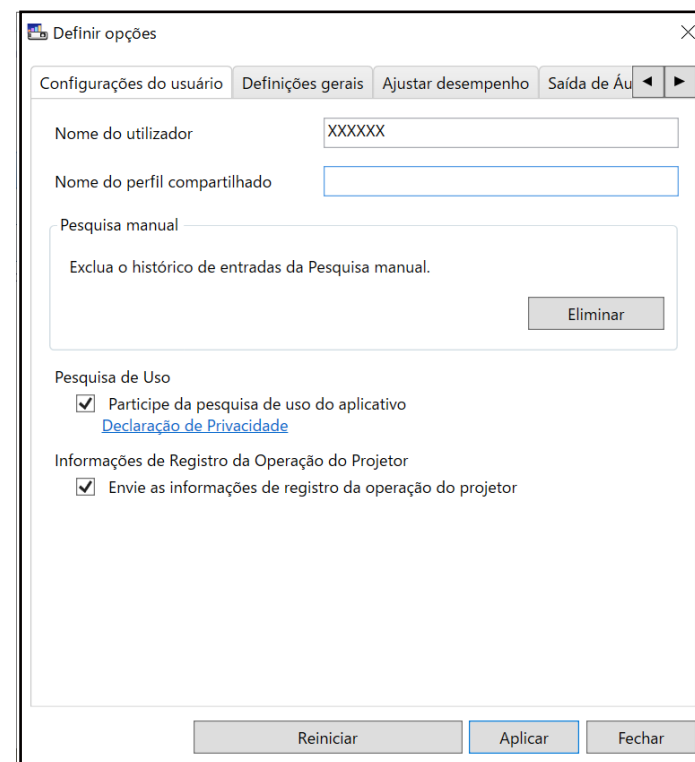 Definir opções
Configurações do usuário Definições gerais Ajustar desempenho Saída de Áu
Nome do utilizador XXXXXX
Nome do perfil compartilhado
Pesquisa manual
Exclua o histórico de entradas da Pesquisa manual.
Eliminar
Pesquisa de Uso
Participe da pesquisa de uso do aplicativo
Declaração de Privacidade
Informações de Registro da Operação do Projetor
Envie as informações de registro da operação do projetor
Reiniciar Aplicar Fechar